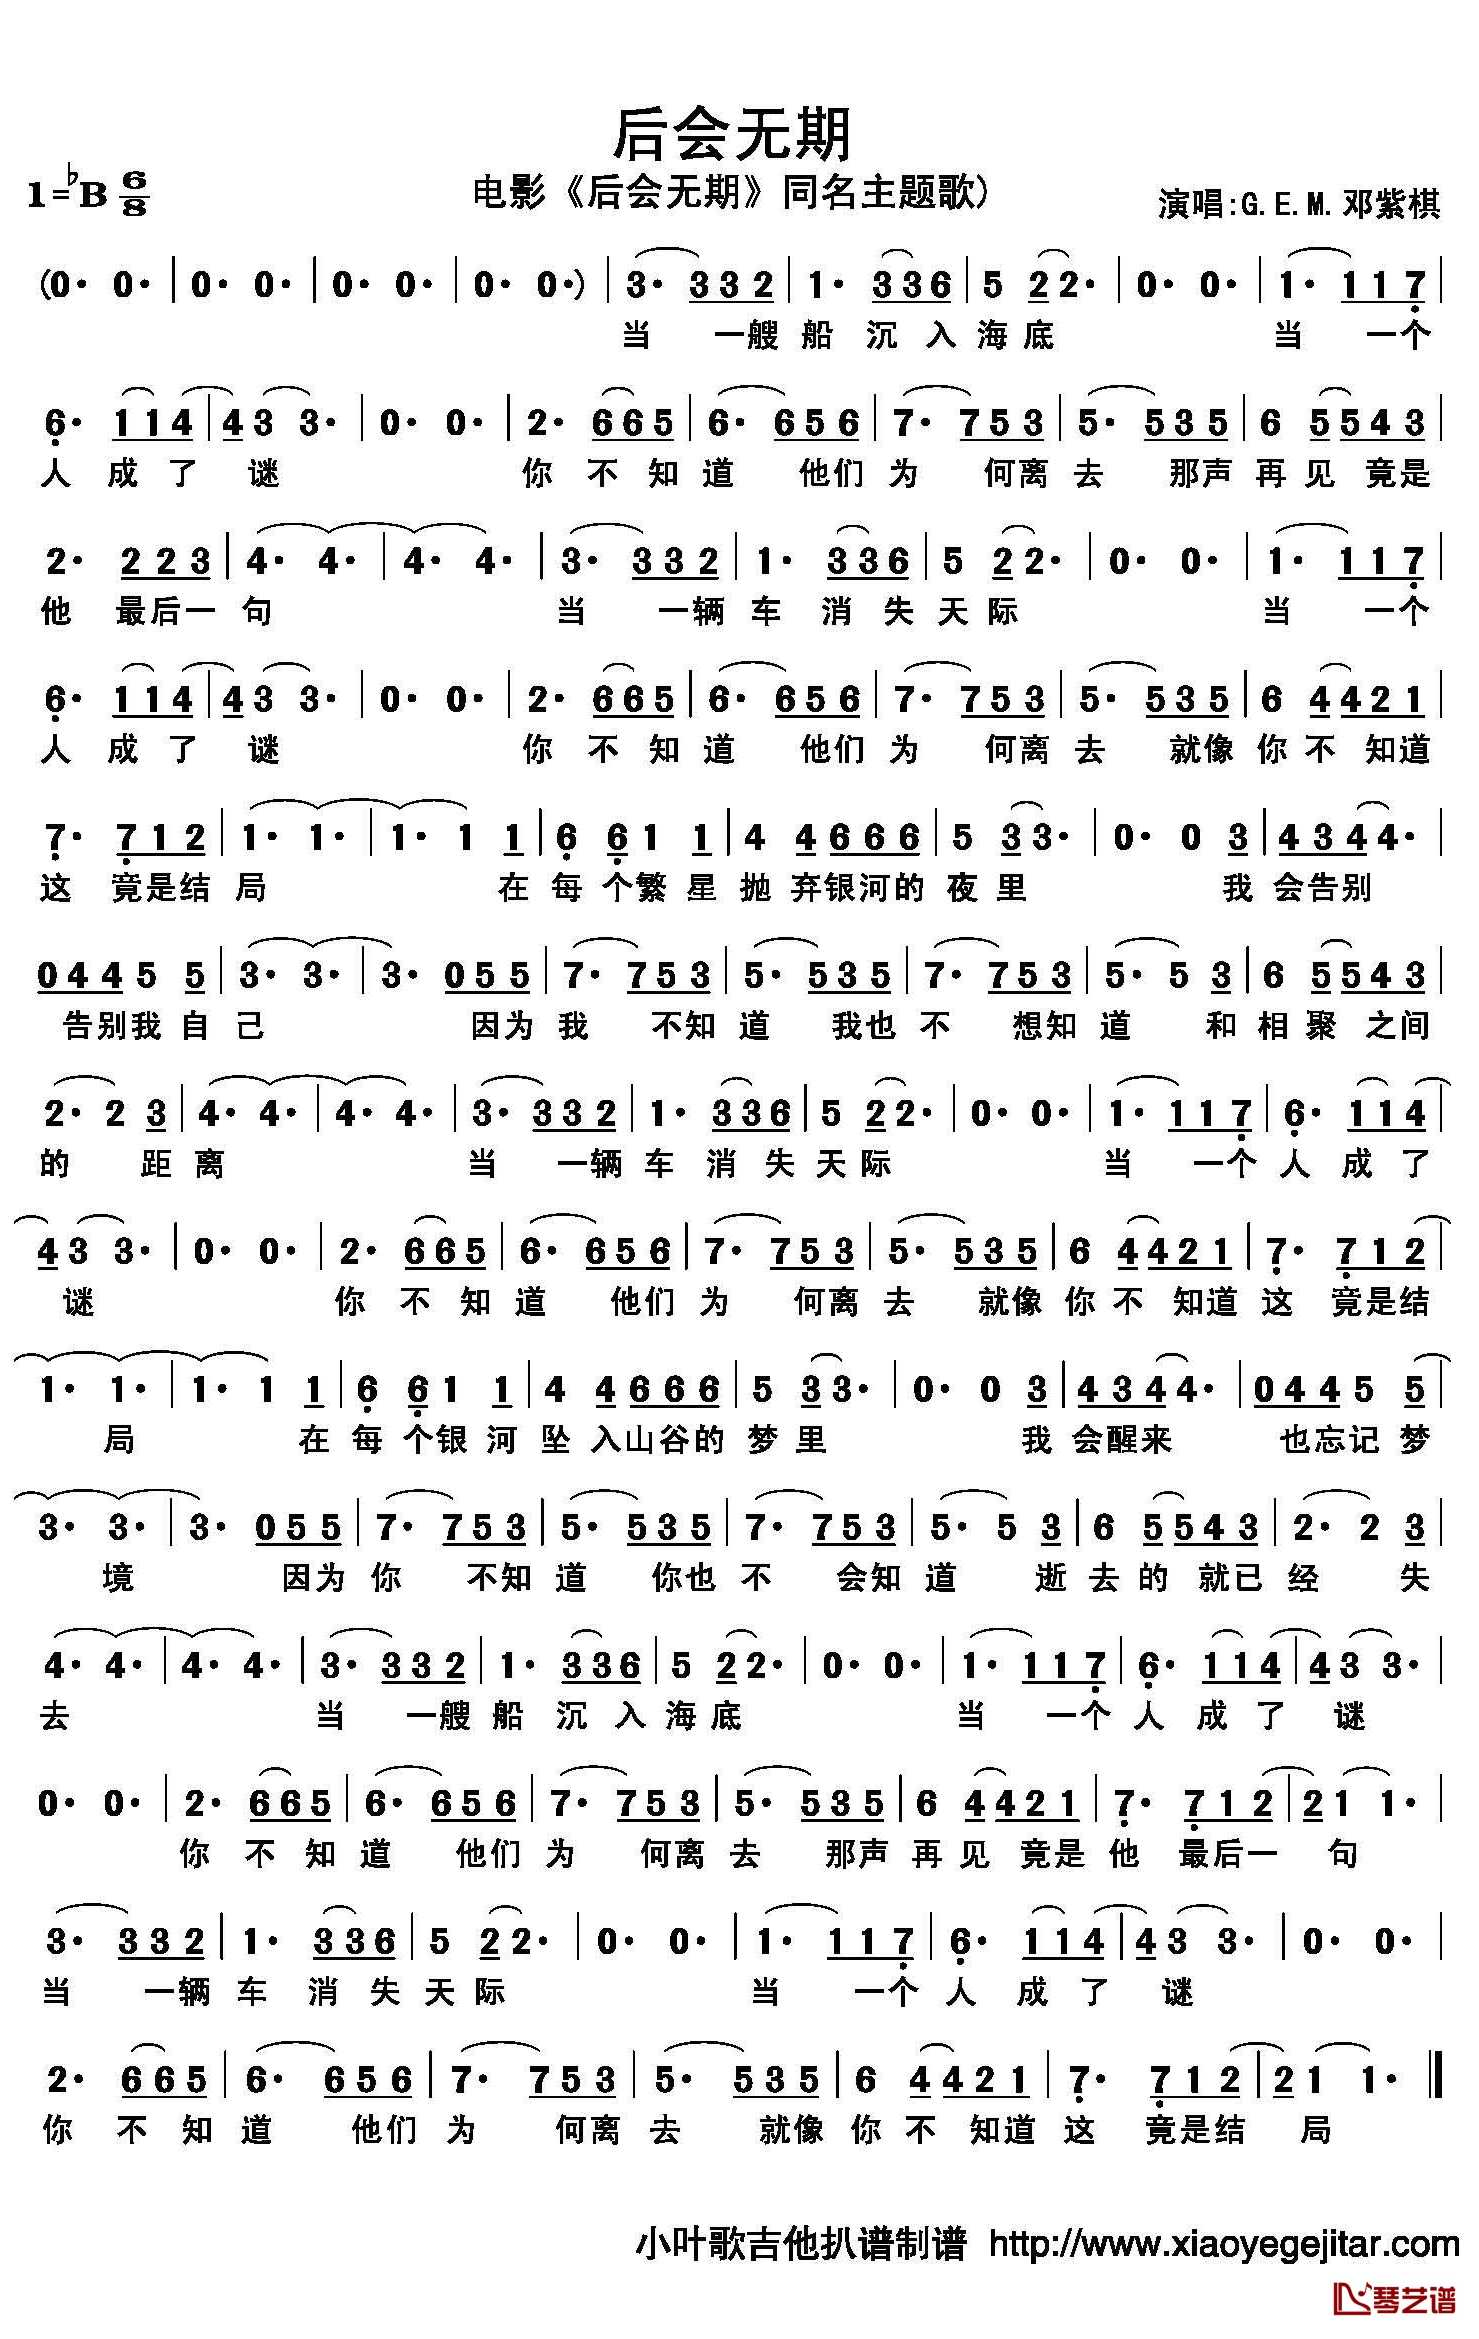 后会无期
1=♭B 6/8
电影《后会无期》同名主题歌)
演唱:G.E.M.邓紫棋
(0· 0· | 0· 0· | 0· 0· | 0· 0·) | 3· 332 | 1· 336 | 5 22· | 0· 0· | 1· 117 |
当 一艘 船 沉 入 海 底 当 一个
6· 114 | 43 3· | 0· 0· | 2· 665 | 6· 656 | 7· 753 | 5· 535 | 6 5543 |
人 成 了 谜 你 不 知 道 他们 为 何离 去 那声 再 见 竟是
2· 223 | 4· 4· | 4· 4· | 3· 332 | 1· 336 | 5 22· | 0· 0· | 1· 117 |
他 最后一 句 当 一辆 车 消 失 天 际 当 一个
6· 114 | 43 3· | 0· 0· | 2· 665 | 6· 656 | 7· 753 | 5· 535 | 6 4421 |
人 成 了 谜 你 不 知 道 他们 为 何离 去 就像 你 不 知道
7· 712 | 1· 1· | 1· 1 1 | 6 61 1 | 4 4666 | 5 33· | 0· 0 3 | 4344· |
这 竟是结 局 在 每 个繁 星 抛 弃银河的 夜 里 我 会告别
0445 5 | 3· 3· | 3· 055 | 7· 753 | 5· 535 | 7· 753 | 5· 5 3 | 6 5543 |
告别我 自 己 因为 我 不知 道 我也 不 想知 道 和 相 聚 之间
2· 2 3 | 4· 4· | 4· 4· | 3· 332 | 1· 336 | 5 22· | 0· 0· | 1· 117 | 6· 114 |
的 距 离 当 一辆 车 消 失 天 际 当 一个 人 成 了
43 3· | 0· 0· | 2· 665 | 6· 656 | 7· 753 | 5· 535 | 6 4421 | 7· 712 |
谜 你 不 知 道 他们 为 何离 去 就像 你 不 知道 这 竟是结
1· 1· | 1· 1 1 | 6 61 1 | 4 4666 | 5 33· | 0· 0 3 | 4344· | 0445 5 |
局 在 每 个银 河 坠 入山谷的 梦 里 我 会醒来 也忘记 梦
3· 3· | 3· 055 | 7· 753 | 5· 535 | 7· 753 | 5· 5 3 | 6 5543 | 2· 2 3 |
境 因为 你 不知 道 你也 不 会知 道 逝 去 的 就已 经 失
4· 4· | 4· 4· | 3· 332 | 1· 336 | 5 22· | 0· 0· | 1· 117 | 6· 114 | 43 3· |
去 当 一艘 船 沉 入 海 底 当 一个 人 成 了 谜
0· 0· | 2· 665 | 6· 656 | 7· 753 | 5· 535 | 6 4421 | 7· 712 | 21 1· |
你 不 知 道 他们 为 何离 去 那声 再 见 竟是 他 最后一 句
3· 332 | 1· 336 | 5 22· | 0· 0· | 1· 117 | 6· 114 | 43 3· | 0· 0· |
当 一辆 车 消 失 天 际 当 一个 人 成 了 谜
2· 665 | 6· 656 | 7· 753 | 5· 535 | 6 4421 | 7· 712 | 21 1· ‖
你 不 知 道 他们 为 何离 去 就像 你 不 知道 这 竟是结 局
小叶歌吉他扒谱制谱 http://www.xiaoyegejitar.com
琴艺谱